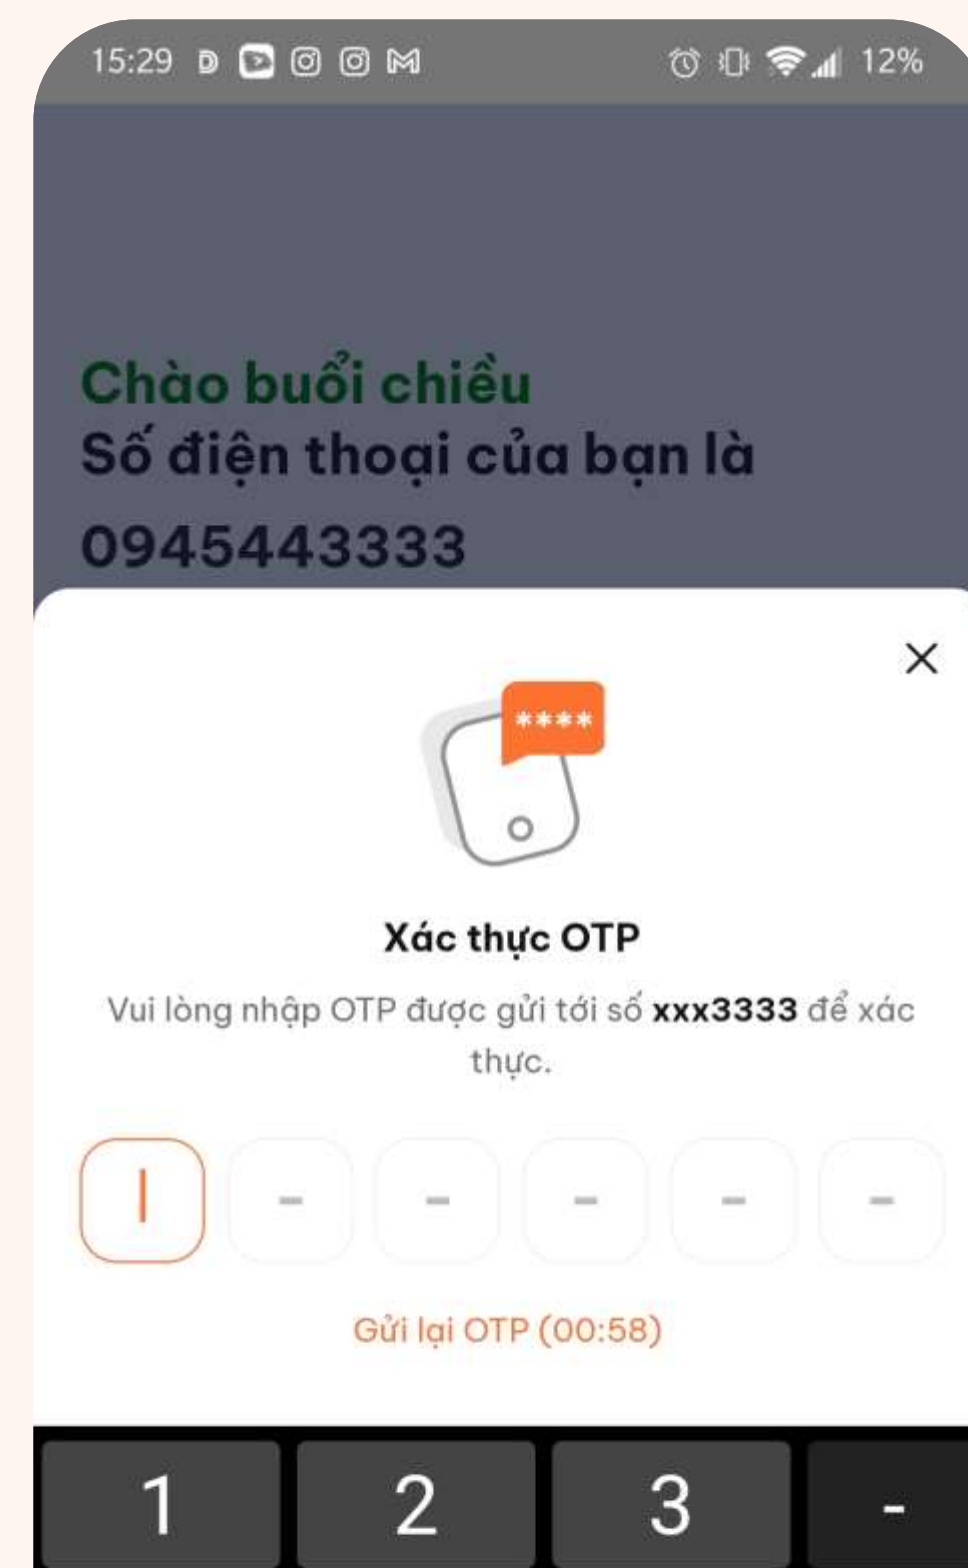 15:29
12%
Chào buổi chiều
Số điện thoại của bạn là
0945443333
****
Xác thực OTP
Vui lòng nhập OTP được gửi tới số xxx3333 để xác
thực.
- - - - -
Gửi lại OTP (00:58)
1 2 3 -